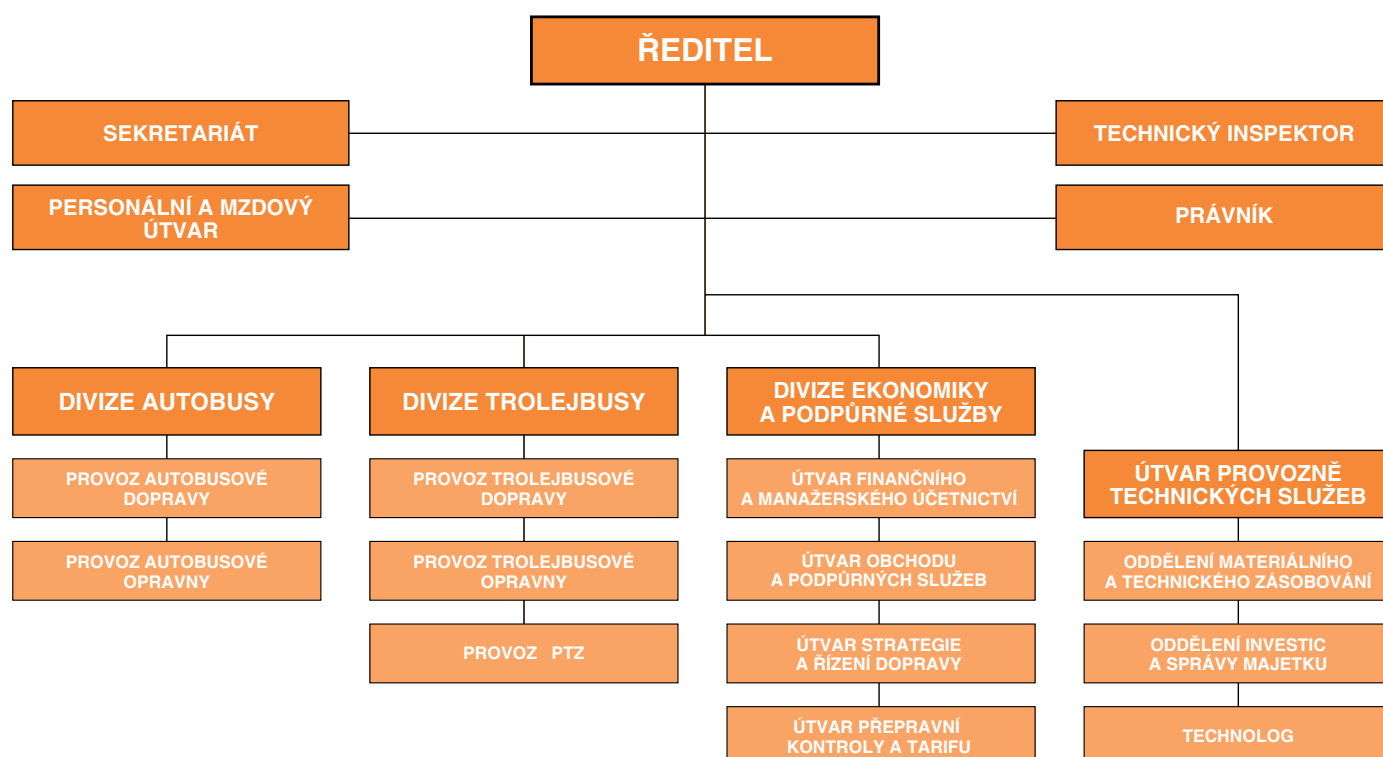 ŘEDITEL
SEKRETARIÁT
TECHNICKÝ INSPEKTOR
PERSONÁLNÍ A MZDOVÝ
ÚTVAR
PRÁVNÍK
DIVIZE AUTOBUSY
DIVIZE TROLEJBUSY
DIVIZE EKONOMIKY
A PODPŮRNÉ SLUŽBY
PROVOZ AUTOBUSOVÉ
DOPRAVY
PROVOZ TROLEJBUSOVÉ
DOPRAVY
ÚTVAR FINANČNÍHO
A MANAŽERSKÉHO ÚČETNICTVÍ
ÚTVAR PROVOZNĚ
TECHNICKÝCH SLUŽEB
PROVOZ AUTOBUSOVÉ
OPRAVNY
PROVOZ TROLEJBUSOVÉ
OPRAVNY
ÚTVAR OBCHODU
A PODPŮRNÝCH SLUŽEB
ODDĚLENÍ MATERIÁLNÍHO
A TECHNICKÉHO ZÁSOBOVÁNÍ
PROVOZ PTZ
ÚTVAR STRATEGIE
A ŘÍZENÍ DOPRAVY
ODDĚLENÍ INVESTIC
A SPRÁVY MAJETKU
ÚTVAR PŘEPRAVNÍ
KONTROLY A TARIFU
TECHNOLOG